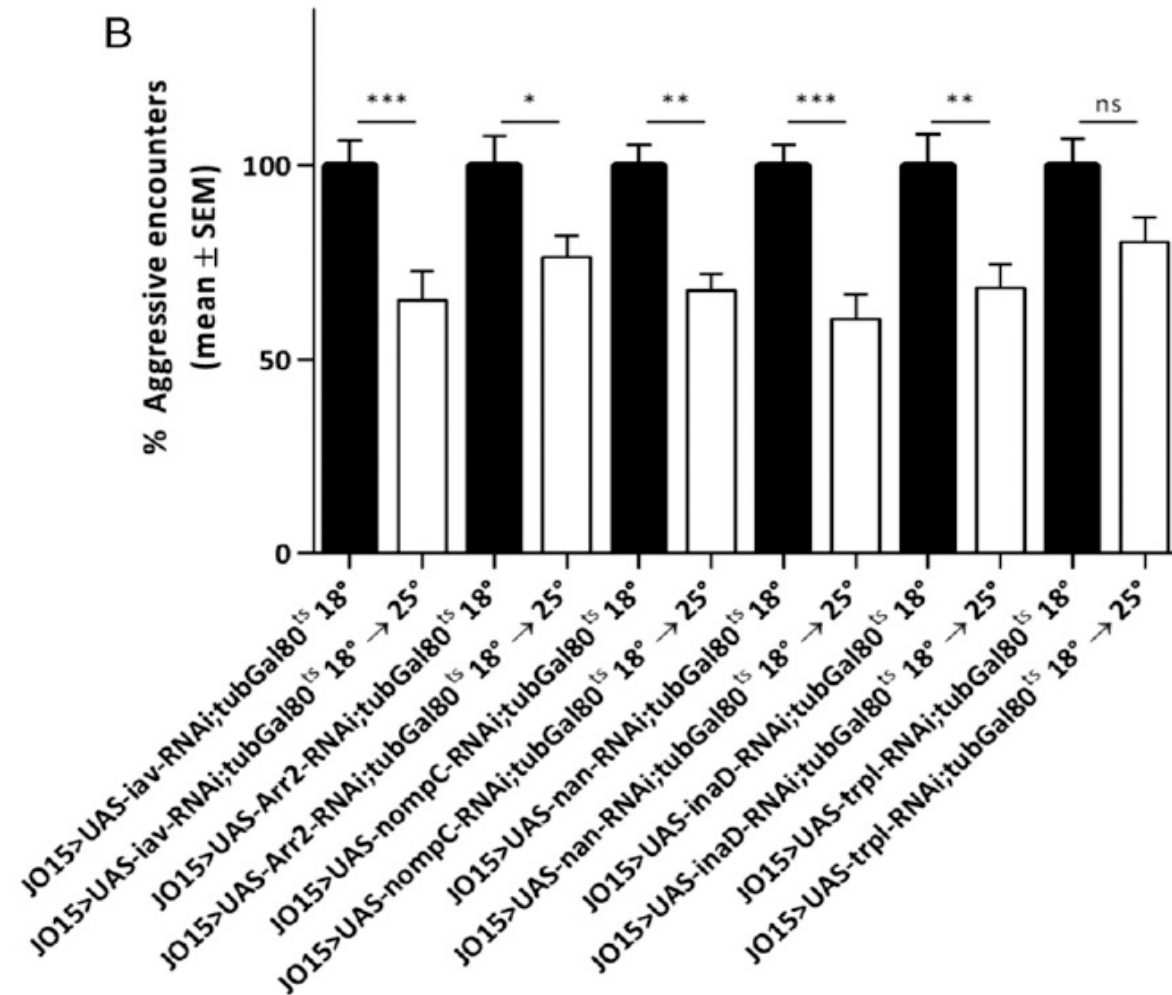 B
% Aggressive encounters
(mean ± SEM)
*** * ** *** ** ns
100
50
0
JO15>UAS-iav-RNAi;tubGal80ts 18°
JO15>UAS-iav-RNAi;tubGal80ts 18° → 25°
JO15>UAS-Arr2-RNAi;tubGal80ts 18°
JO15>UAS-Arr2-RNAi;tubGal80ts 18° → 25°
JO15>UAS-nompC-RNAi;tubGal80ts 18°
JO15>UAS-nompC-RNAi;tubGal80ts 18° → 25°
JO15>UAS-nan-RNAi;tubGal80ts 18°
JO15>UAS-nan-RNAi;tubGal80ts 18° → 25°
JO15>UAS-inaD-RNAi;tubGal80ts 18°
JO15>UAS-inaD-RNAi;tubGal80ts 18° → 25°
JO15>UAS-trpl-RNAi;tubGal80ts 18°
JO15>UAS-trpl-RNAi;tubGal80ts 18° → 25°